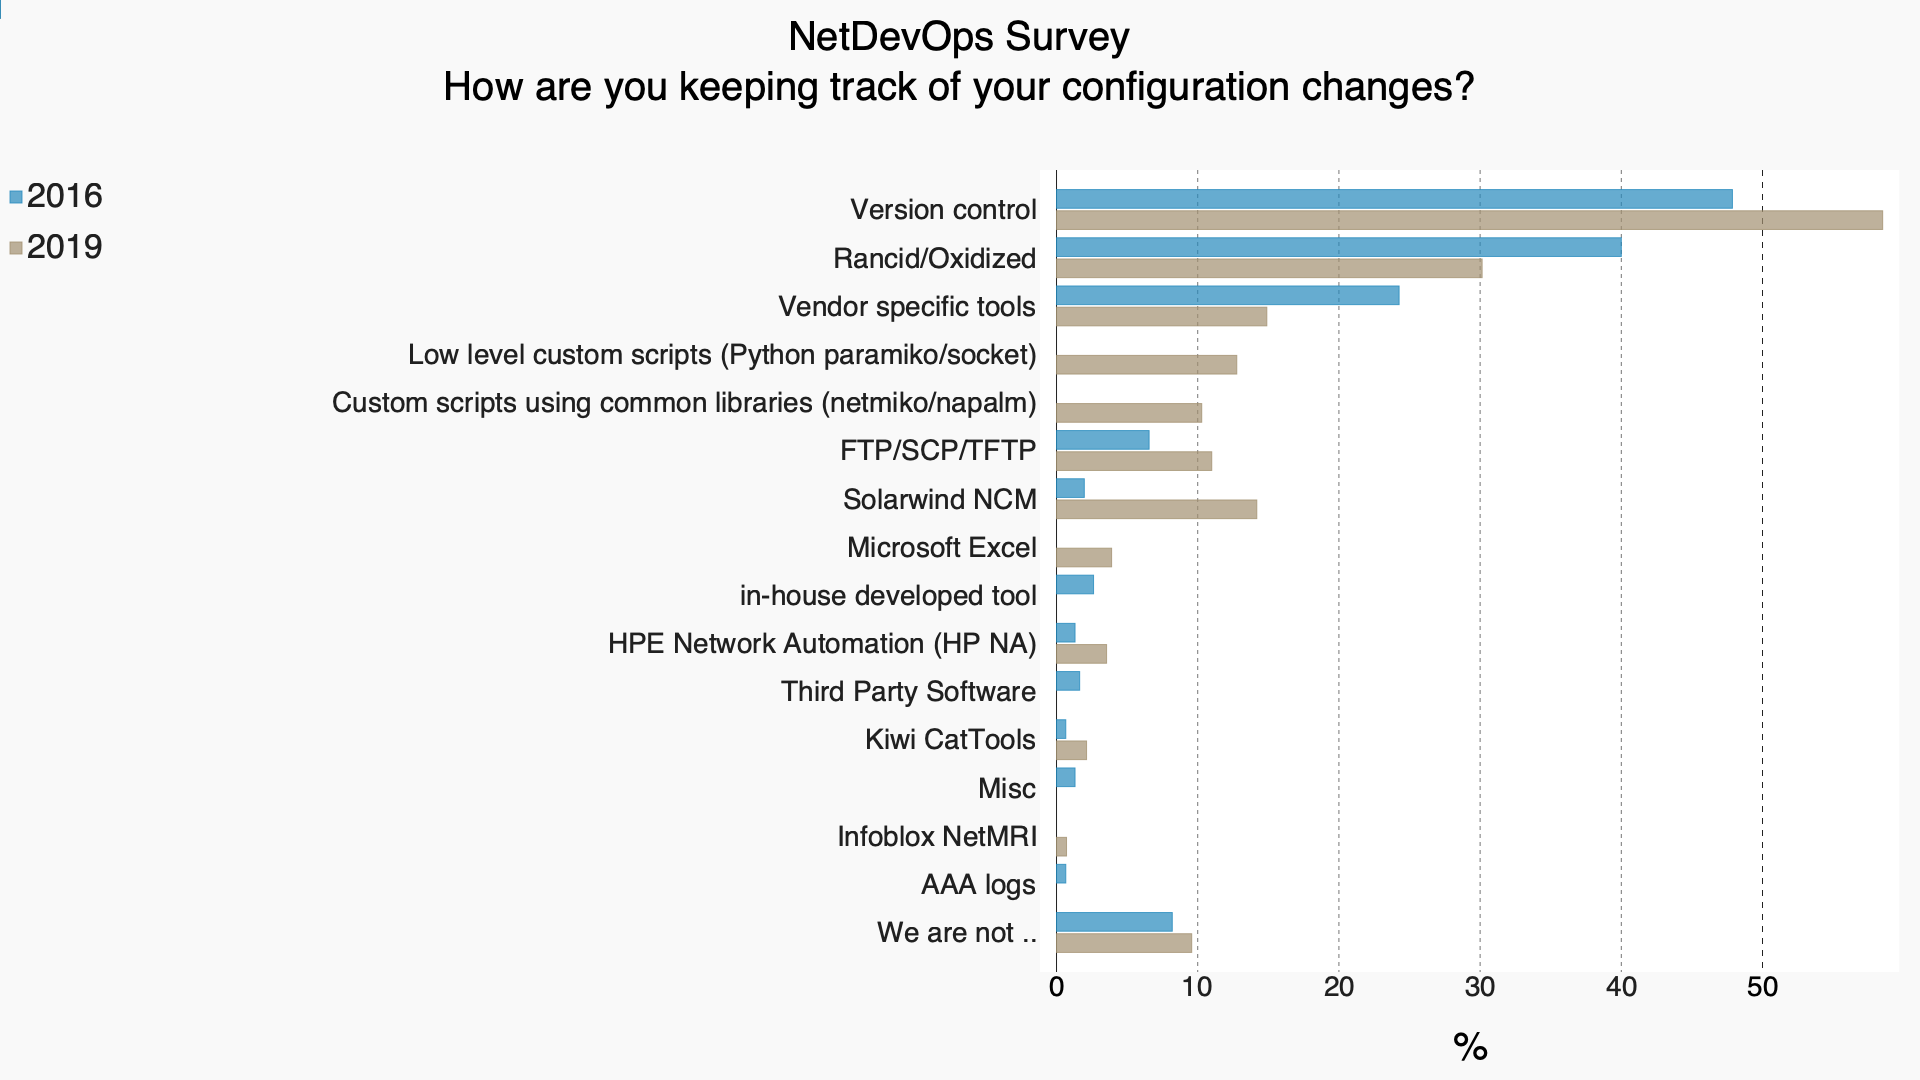 NetDevOps Survey
How are you keeping track of your configuration changes?
2016
2019
Version control
Rancid/Oxidized
Vendor specific tools
Low level custom scripts (Python paramiko/socket)
Custom scripts using common libraries (netmiko/napalm)
FTP/SCP/TFTP
Solarwind NCM
Microsoft Excel
in-house developed tool
HPE Network Automation (HP NA)
Third Party Software
Kiwi CatTools
Misc
Infoblox NetMRI
AAA logs
We are not ..
0 10 20 30 40 50
%